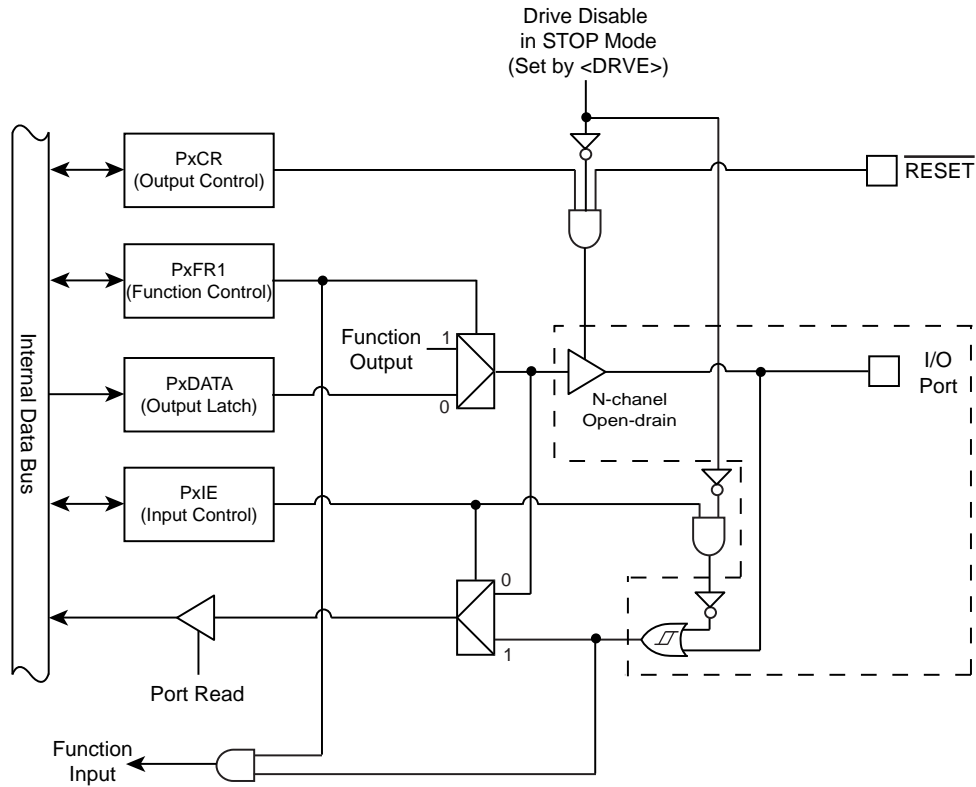 Drive Disable
in STOP Mode
(Set by <DRVE>)
PxCR
(Output Control)
RESET
PxFR1
(Function Control)
Function
Output
1
0
I/O
Port
PxDATA
(Output Latch)
N-chanel
Open-drain
Internal Data Bus
PxIE
(Input Control)
0
1
Port Read
Function
Input